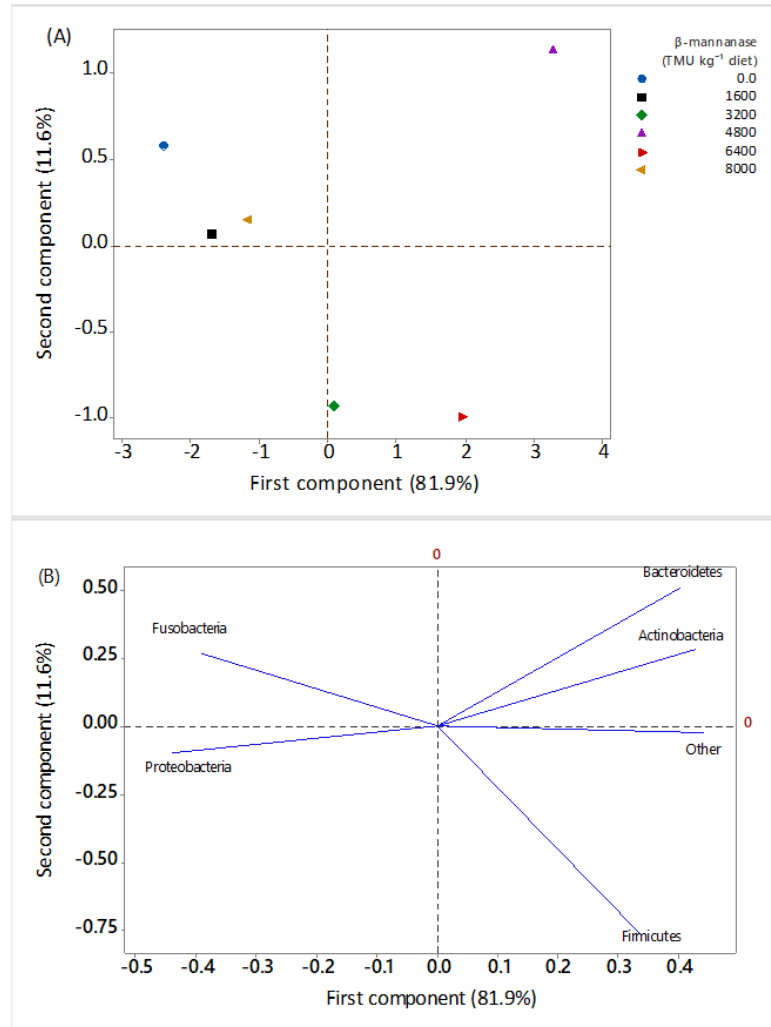 (A)
β-mannanase
(TMU kg⁻¹ diet)
0.0
1600
3200
4800
6400
8000
Second component (11.6%)
1.0
0.5
0.0
-0.5
-1.0
-3 -2 -1 0 1 2 3 4
First component (81.9%)
(B)
0
Second component (11.6%)
0.50
0.25
0.00
-0.25
-0.50
-0.75
Bacteroidetes
Fusobacteria
Actinobacteria
0
Other
Proteobacteria
Firmicutes
-0.5 -0.4 -0.3 -0.2 -0.1 0.0 0.1 0.2 0.3 0.4
First component (81.9%)